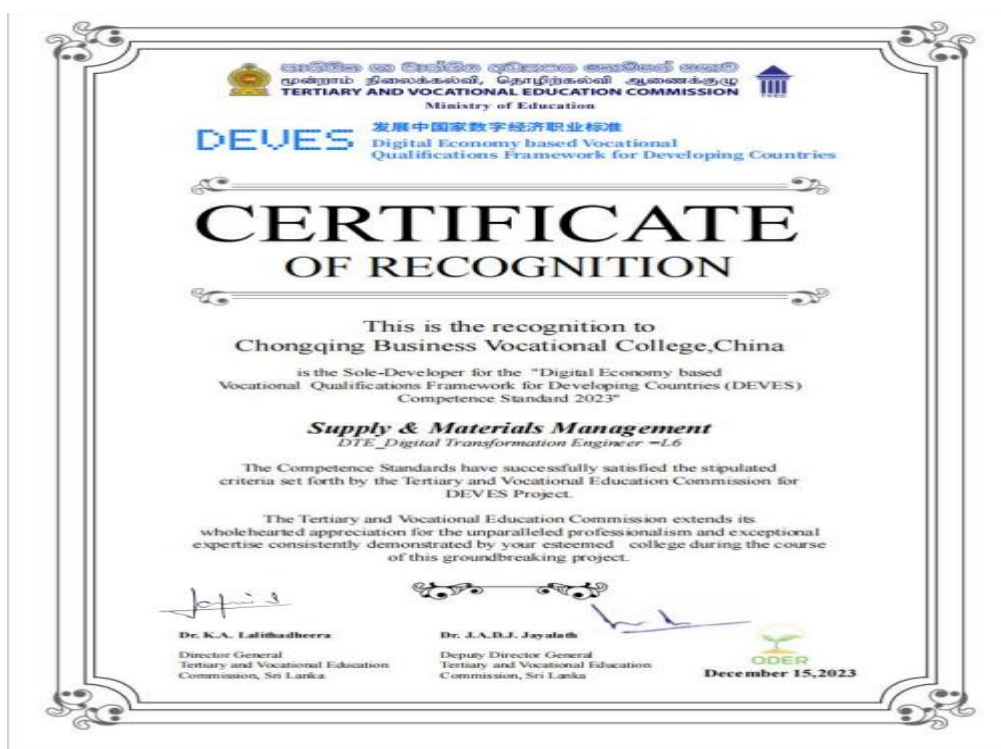 மூன்றாம் நிலைக்கல்வி, தொழிற்கல்வி ஆணைக்குழு
TERTIARY AND VOCATIONAL EDUCATION COMMISSION
TVEC
Ministry of Education
DEVES
发展中国家数字经济职业标准
Digital Economy based Vocational
Qualifications Framework for Developing Countries
CERTIFICATE
OF RECOGNITION
This is the recognition to
Chongqing Business Vocational College,China
is the Sole-Developer for the "Digital Economy based
Vocational Qualifications Framework for Developing Countries (DEVES)
Competence Standard 2023"
Supply & Materials Management
DTE_Digital Transformation Engineer –L6
The Competence Standards have successfully satisfied the stipulated
criteria set forth by the Tertiary and Vocational Education Commission for
DEVES Project.
The Tertiary and Vocational Education Commission extends its
wholehearted appreciation for the unparalleled professionalism and exceptional
expertise consistently demonstrated by your esteemed college during the course
of this groundbreaking project.
Dr. K.A. Lalithadheera
Director General
Tertiary and Vocational Education
Commission, Sri Lanka
Dr. J.A.D.J. Jayalath
Deputy Director General
Tertiary and Vocational Education
Commission, Sri Lanka
ODER
December 15,2023